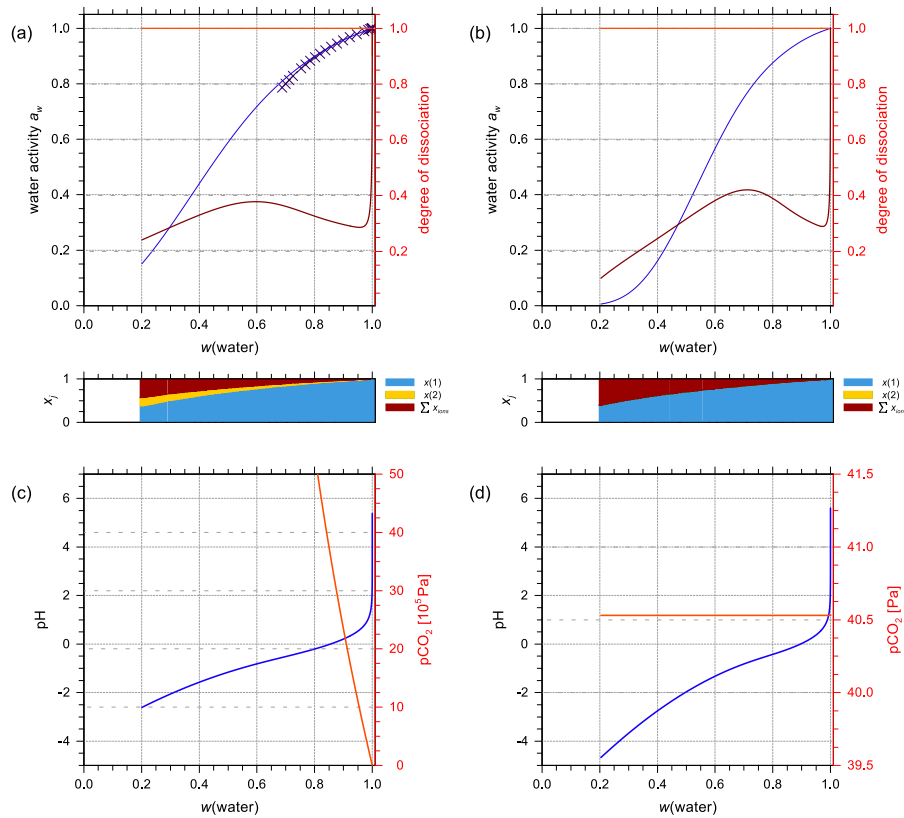 (a)
1.0
0.8
0.6
0.4
0.2
0.0
water activity a_w
1.0
0.8
0.6
0.4
0.2
degree of dissociation
0.0 0.2 0.4 0.6 0.8 1.0
w(water)
(b)
1.0
0.8
0.6
0.4
0.2
0.0
water activity a_w
1.0
0.8
0.6
0.4
0.2
degree of dissociation
0.0 0.2 0.4 0.6 0.8 1.0
w(water)
1
0
x_j
x(1)
x(2)
∑ x_ions
1
0
x_j
x(1)
x(2)
∑ x_ion
(c)
6
4
2
0
-2
-4
pH
50
40
30
20
10
0
pCO₂ [10⁵ Pa]
0.0 0.2 0.4 0.6 0.8 1.0
w(water)
(d)
6
4
2
0
-2
-4
pH
41.5
41.0
40.5
40.0
39.5
pCO₂ [Pa]
0.0 0.2 0.4 0.6 0.8 1.0
w(water)